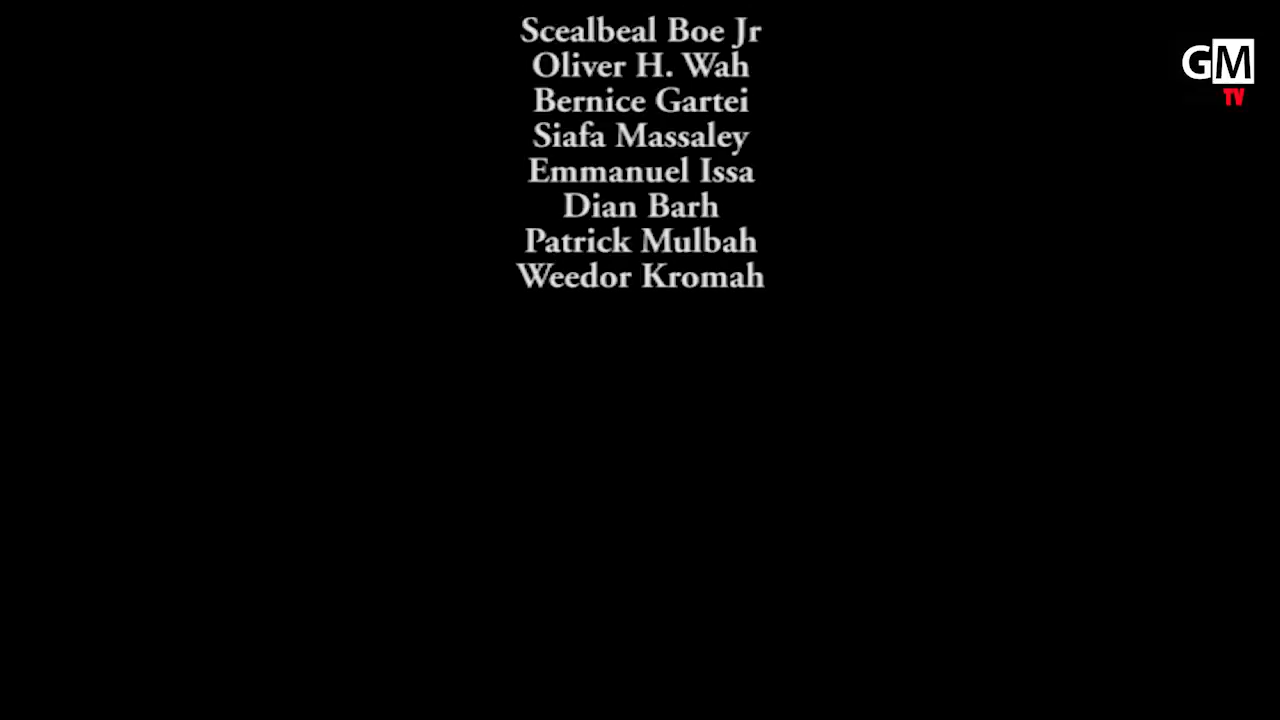 Scealbeal Boe Jr
Oliver H. Wah
Bernice Gartei
Siafa Massaley
Emmanuel Issa
Dian Barh
Patrick Mulbah
Weedor Kromah
GM
TV